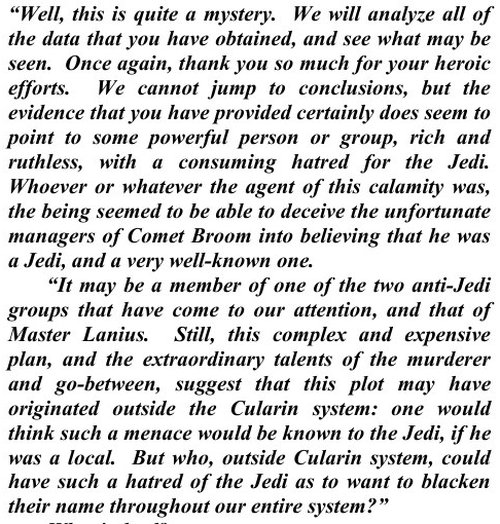 “Well, this is quite a mystery. We will analyze all of
the data that you have obtained, and see what may be
seen. Once again, thank you so much for your heroic
efforts. We cannot jump to conclusions, but the
evidence that you have provided certainly does seem to
point to some powerful person or group, rich and
ruthless, with a consuming hatred for the Jedi.
Whoever or whatever the agent of this calamity was,
the being seemed to be able to deceive the unfortunate
managers of Comet Broom into believing that he was
a Jedi, and a very well-known one.
“It may be a member of one of the two anti-Jedi
groups that have come to our attention, and that of
Master Lanius. Still, this complex and expensive
plan, and the extraordinary talents of the murderer
and go-between, suggest that this plot may have
originated outside the Cularin system: one would
think such a menace would be known to the Jedi, if he
was a local. But who, outside Cularin system, could
have such a hatred of the Jedi as to want to blacken
their name throughout our entire system?”